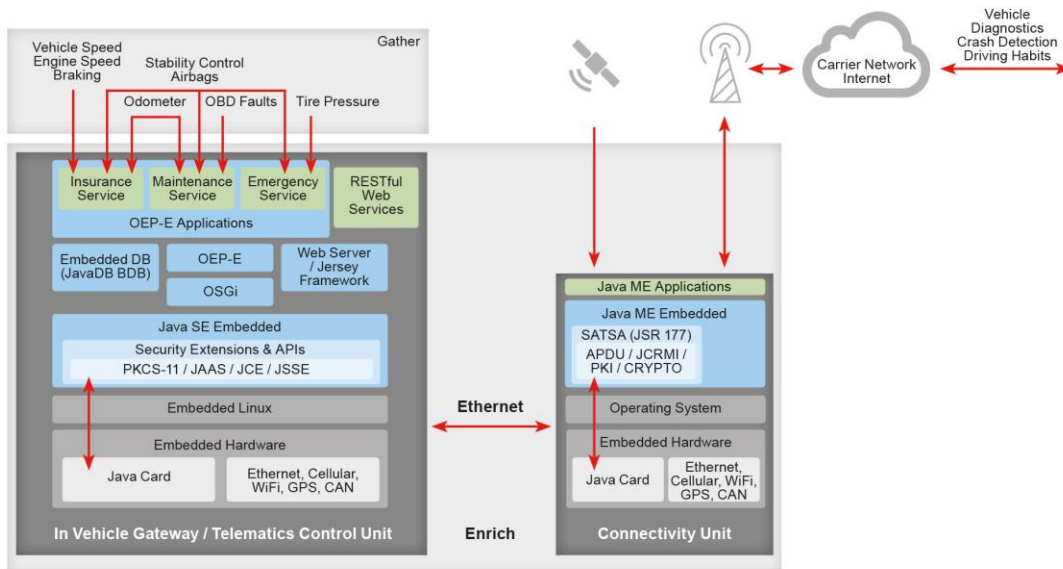 Gather
Vehicle Speed
Engine Speed
Braking
Stability Control
Airbags
Odometer
OBD Faults
Tire Pressure
Carrier Network
Internet
Vehicle
Diagnostics
Crash Detection
Driving Habits
Insurance
Service
Maintenance
Service
Emergency
Service
OEP-E Applications
RESTful
Web
Services
Embedded DB
(JavaDB BDB)
OEP-E
OSGi
Web Server
/ Jersey
Framework
Java SE Embedded
Security Extensions & APIs
PKCS-11 / JAAS / JCE / JSSE
Embedded Linux
Embedded Hardware
Java Card
Ethernet, Cellular,
WiFi, GPS, CAN
In Vehicle Gateway / Telematics Control Unit
Ethernet
Enrich
Java ME Applications
Java ME Embedded
SATSA (JSR 177)
APDU / JCRMI /
PKI / CRYPTO
Operating System
Embedded Hardware
Java Card
Ethernet,
Cellular, WiFi,
GPS, CAN
Connectivity Unit